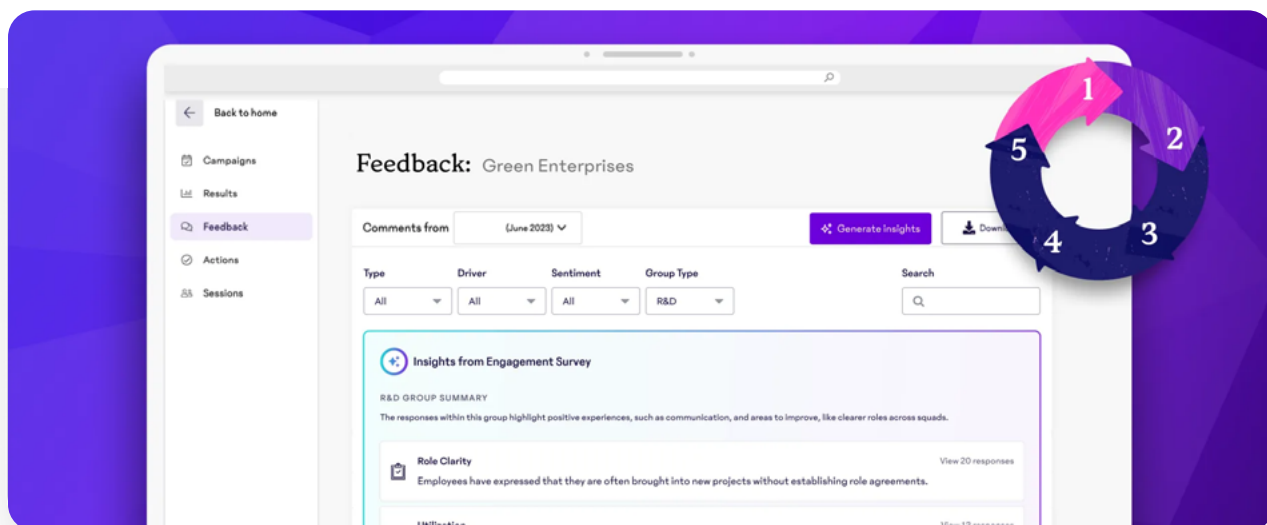 Back to home
Campaigns
Results
Feedback
Actions
Sessions
Feedback: Green Enterprises
Comments from (June 2023) Generate Insights
Type Driver Sentiment Group Type Search
All All All R&D
Insights from Engagement Survey
R&D GROUP SUMMARY
The responses within this group highlight positive experiences, such as communication, and areas to improve, like clearer roles across squads.
Role Clarity View 20 responses
Employees have expressed that they are often brought into new projects without establishing role agreements.
1
2
3
4
5